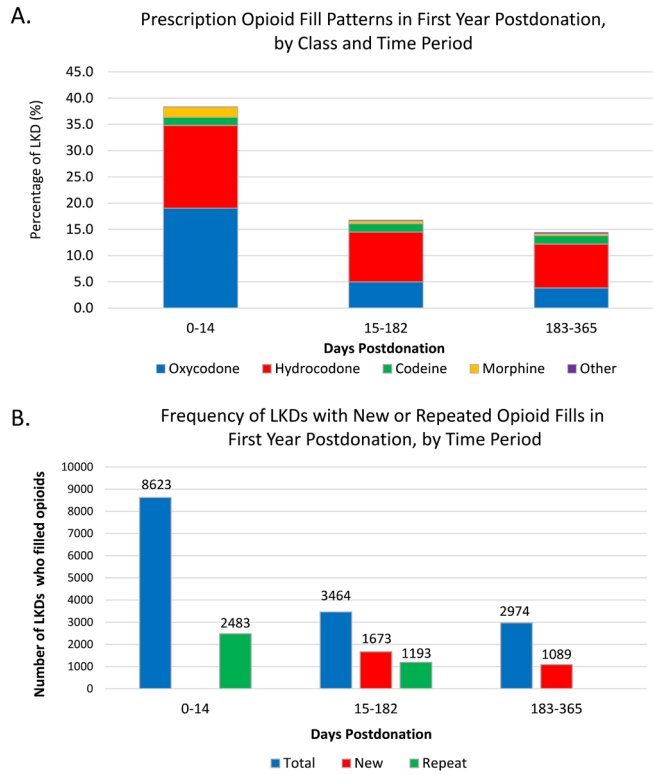 A.
Prescription Opioid Fill Patterns in First Year Postdonation,
by Class and Time Period
Percentage of LKD (%)
45.0
40.0
35.0
30.0
25.0
20.0
15.0
10.0
5.0
0.0
0-14
15-182
183-365
Days Postdonation
Oxycodone
Hydrocodone
Codeine
Morphine
Other
B.
Frequency of LKDs with New or Repeated Opioid Fills in
First Year Postdonation, by Time Period
Number of LKDs who filled opioids
10000
9000
8000
7000
6000
5000
4000
3000
2000
1000
0
8623
2483
3464
1673
1193
2974
1089
0-14
15-182
183-365
Days Postdonation
Total
New
Repeat